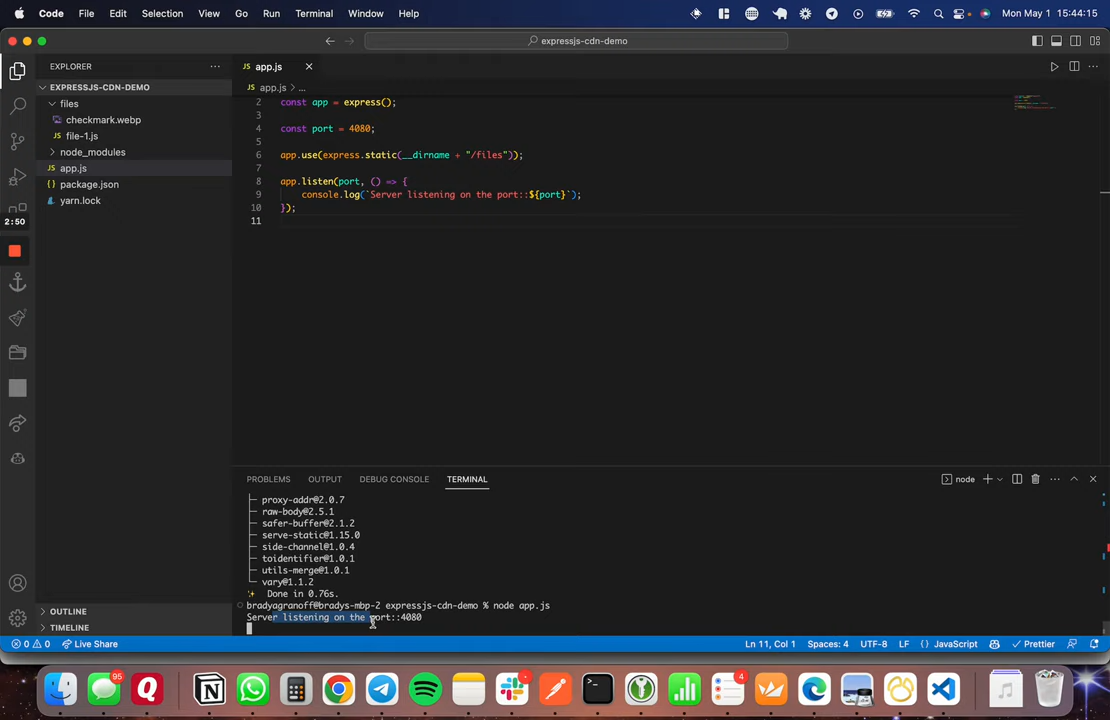 Code File Edit Selection View Go Run Terminal Window Help Mon May 1 15:44:15
expressjs-cdn-demo
EXPLORER
app.js
EXPRESSJS-CDN-DEMO
app.js > ...
files
checkmark.webp
JS file-1.js
node_modules
JS app.js
package.json
yarn.lock
2:50
2 const app = express();
3
4 const port = 4080;
5
6 app.use(express.static(__dirname + "/files"));
7
8 app.listen(port, () => {
9 console.log(`Server listening on the port::${port}`);
10 });
11
PROBLEMS OUTPUT DEBUG CONSOLE TERMINAL
node
├─ proxy-addr@2.0.7
├─ raw-body@2.5.1
├─ safer-buffer@2.1.2
├─ serve-static@1.15.0
├─ side-channel@1.0.4
├─ toidentifier@1.0.1
├─ utils-merge@1.0.1
└─ vary@1.1.2
✨ Done in 0.76s.
bradyagranoff@bradys-mbp-2 expressjs-cdn-demo % node app.js
Server listening on the port::4080
OUTLINE
TIMELINE
0 0 Live Share Ln 11, Col 1 Spaces: 4 UTF-8 LF {} JavaScript Prettier
95
4